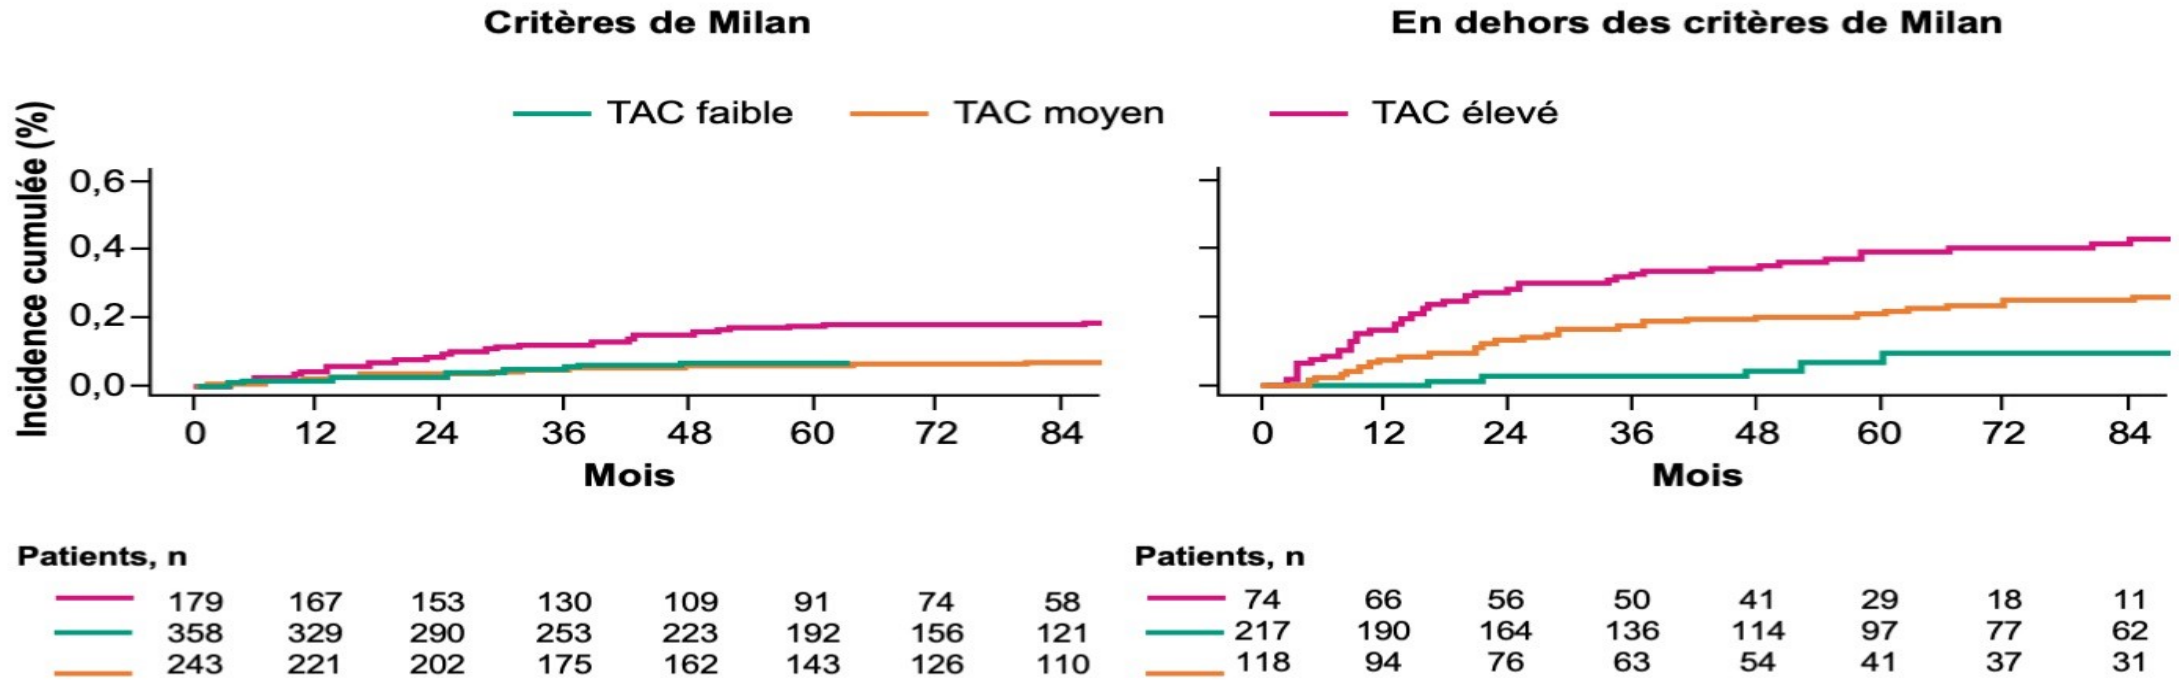 Critères de Milan
En dehors des critères de Milan
TAC faible TAC moyen TAC élevé
Incidence cumulée (%)
0,6
0,4
0,2
0,0
0 12 24 36 48 60 72 84
Mois
0 12 24 36 48 60 72 84
Mois
Patients, n
179 167 153 130 109 91 74 58
358 329 290 253 223 192 156 121
243 221 202 175 162 143 126 110
Patients, n
74 66 56 50 41 29 18 11
217 190 164 136 114 97 77 62
118 94 76 63 54 41 37 31